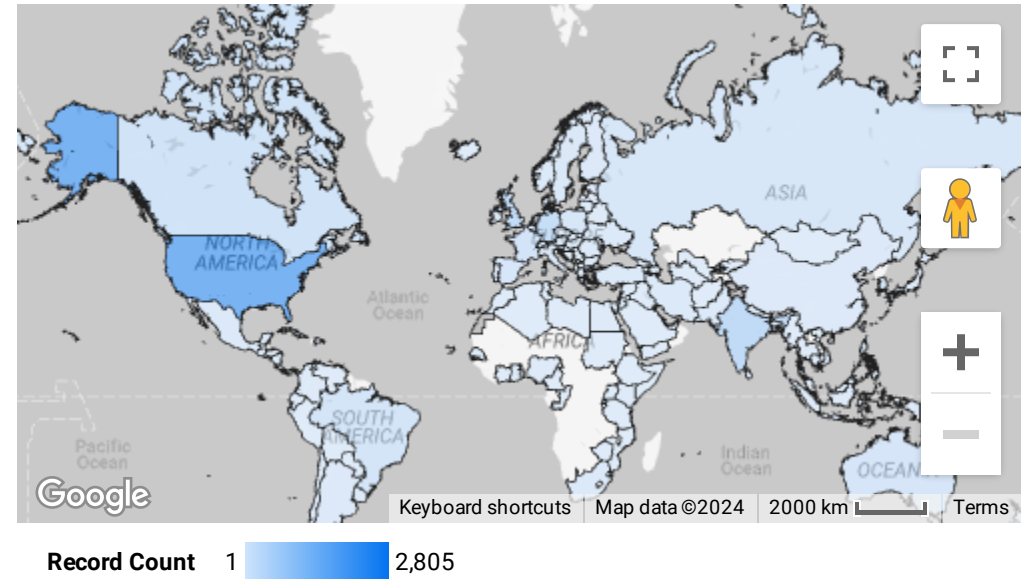 ASIA
NORTH
AMERICA
EUROPE
Atlantic
Ocean
AFRICA
SOUTH
AMERICA
Pacific
Ocean
Indian
Ocean
OCEANIA
Google
Keyboard shortcuts
Map data ©2024
2000 km
Terms
Record Count 1 2,805